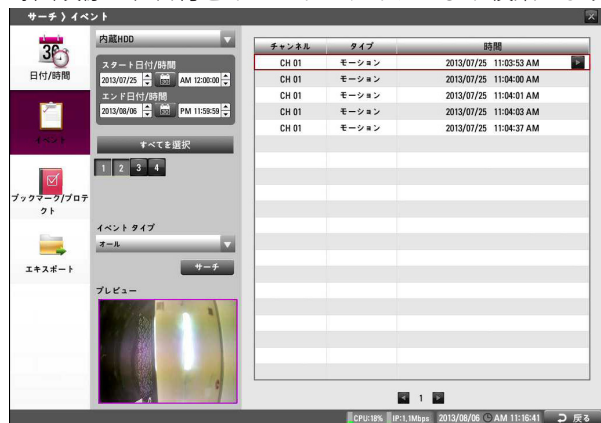 サーチ 〉イベント
日付/時間
イベント
ブックマーク/プロテクト
エキスポート
内蔵HDD
スタート日付/時間
2013/07/25 AM 12:00:00
エンド日付/時間
2013/08/06 PM 11:59:59
すべてを選択
1 2 3 4
イベント タイプ
オール
サーチ
プレビュー
チャンネル タイプ 時間
CH 01 モーション 2013/07/25 11:03:53 AM
CH 01 モーション 2013/07/25 11:04:00 AM
CH 01 モーション 2013/07/25 11:04:01 AM
CH 01 モーション 2013/07/25 11:04:03 AM
CH 01 モーション 2013/07/25 11:04:37 AM
1
CPU:18% IP:1.1Mbps 2013/08/06 AM 11:16:41 戻る